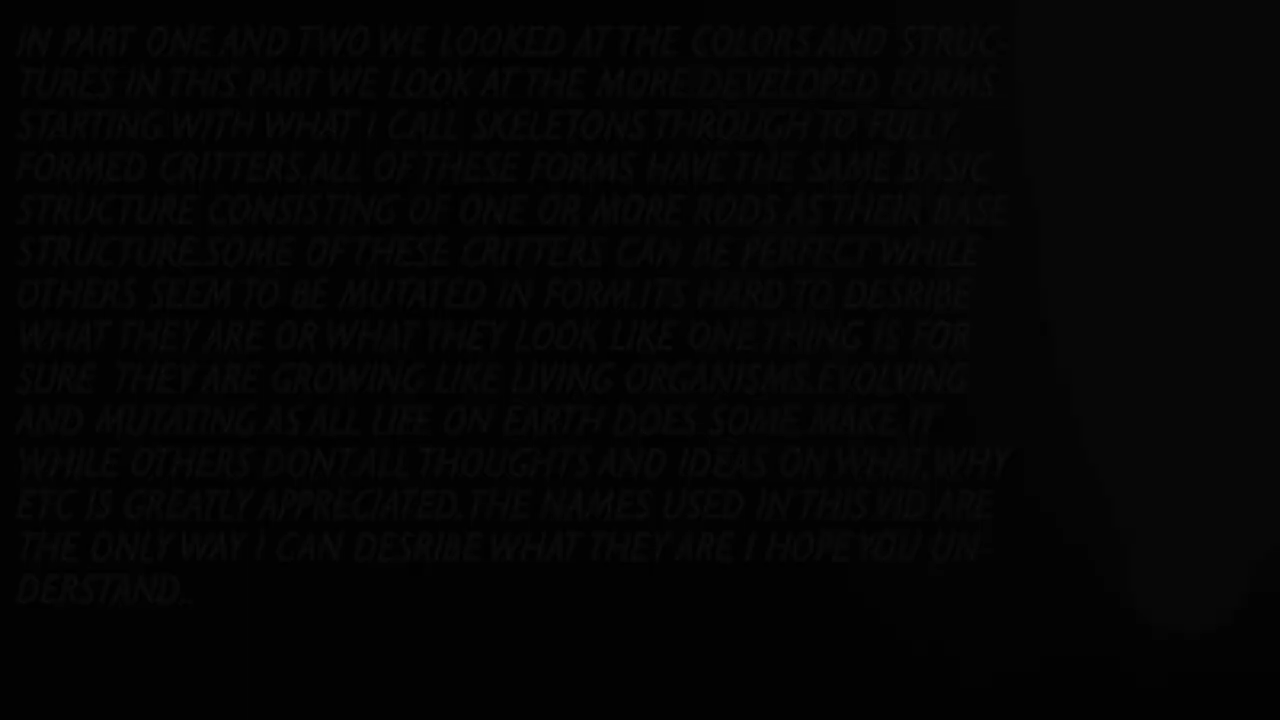 IN PART ONE AND TWO WE LOOKED AT THE COLORS AND STRUC-
TURES IN THIS PART WE LOOK AT THE MORE DEVELOPED FORMS
STARTING WITH WHAT I CALL SKELETONS THROUGH TO FULLY
FORMED CRITTERS.ALL OF THESE FORMS HAVE THE SAME BASIC
STRUCTURE CONSISTING OF ONE OR MORE RODS AS THEIR BASE
STRUCTURE.SOME OF THESE CRITTERS CAN BE PERFECT WHILE
OTHERS SEEM TO BE MUTATED IN FORM.ITS HARD TO DESRIBE
WHAT THEY ARE OR WHAT THEY LOOK LIKE ONE THING IS FOR
SURE THEY ARE GROWING LIKE LIVING ORGANISMS.EVOLVING
AND MUTATING AS ALL LIFE ON EARTH DOES SOME MAKE IT
WHILE OTHERS DONT.ALL THOUGHTS AND IDEAS ON WHAT,WHY
ETC IS GREATLY APPRECIATED.THE NAMES USED IN THIS VID ARE
THE ONLY WAY I CAN DESRIBE WHAT THEY ARE I HOPE YOU UN-
DERSTAND..